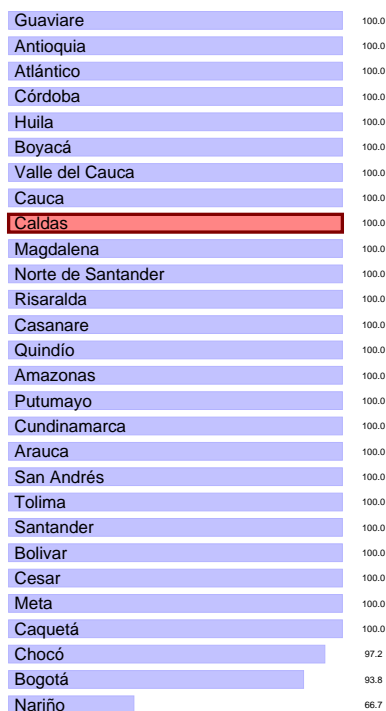 Guaviare 100.0
Antioquia 100.0
Atlántico 100.0
Córdoba 100.0
Huila 100.0
Boyacá 100.0
Valle del Cauca 100.0
Cauca 100.0
Caldas 100.0
Magdalena 100.0
Norte de Santander 100.0
Risaralda 100.0
Casanare 100.0
Quindío 100.0
Amazonas 100.0
Putumayo 100.0
Cundinamarca 100.0
Arauca 100.0
San Andrés 100.0
Tolima 100.0
Santander 100.0
Bolivar 100.0
Cesar 100.0
Meta 100.0
Caquetá 100.0
Chocó 97.2
Bogotá 93.8
Nariño 66.7